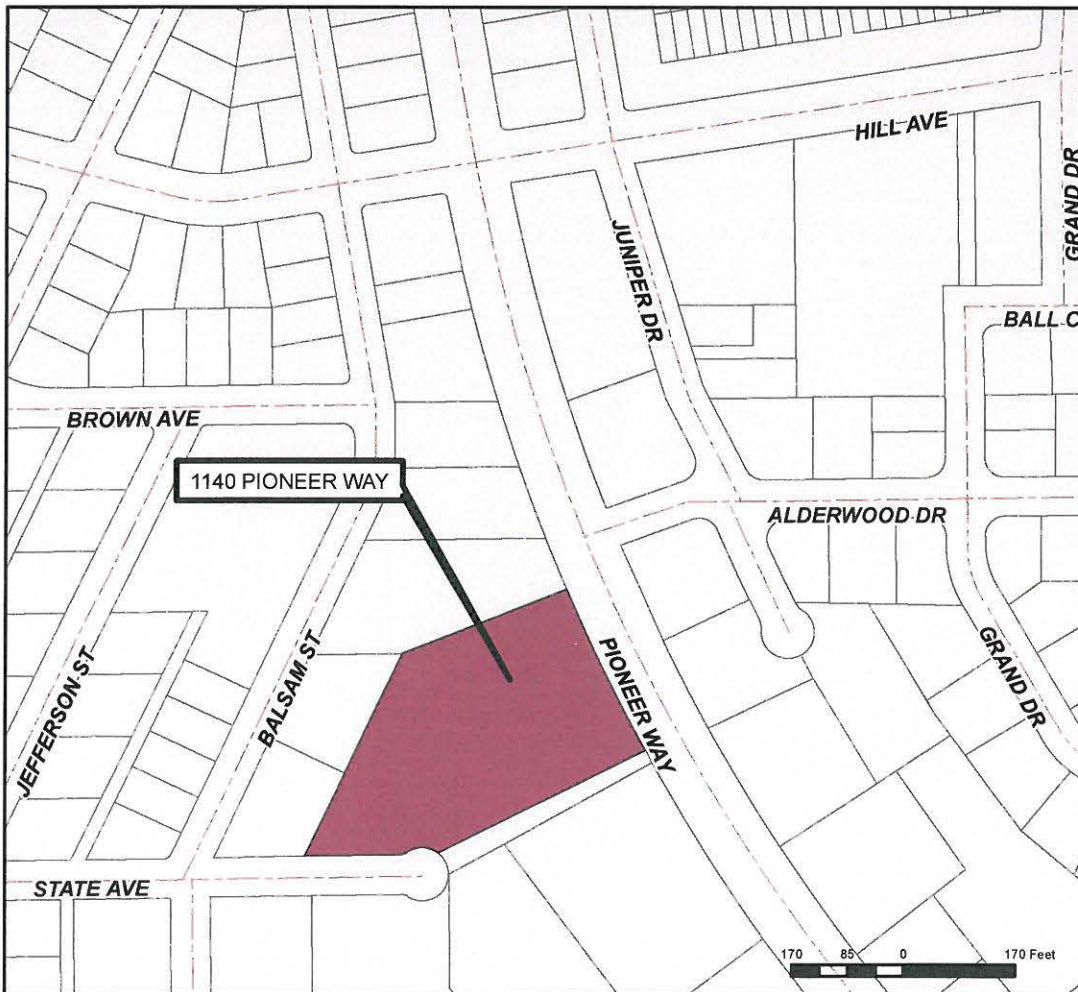 HILL AVE
GRAND DR
JUNIPER DR
BALL C
BROWN AVE
1140 PIONEER WAY
ALDERWOOD DR
JEFFERSON ST
BALSAM ST
PIONEER WAY
GRAND DR
STATE AVE
170 85 0 170 Feet